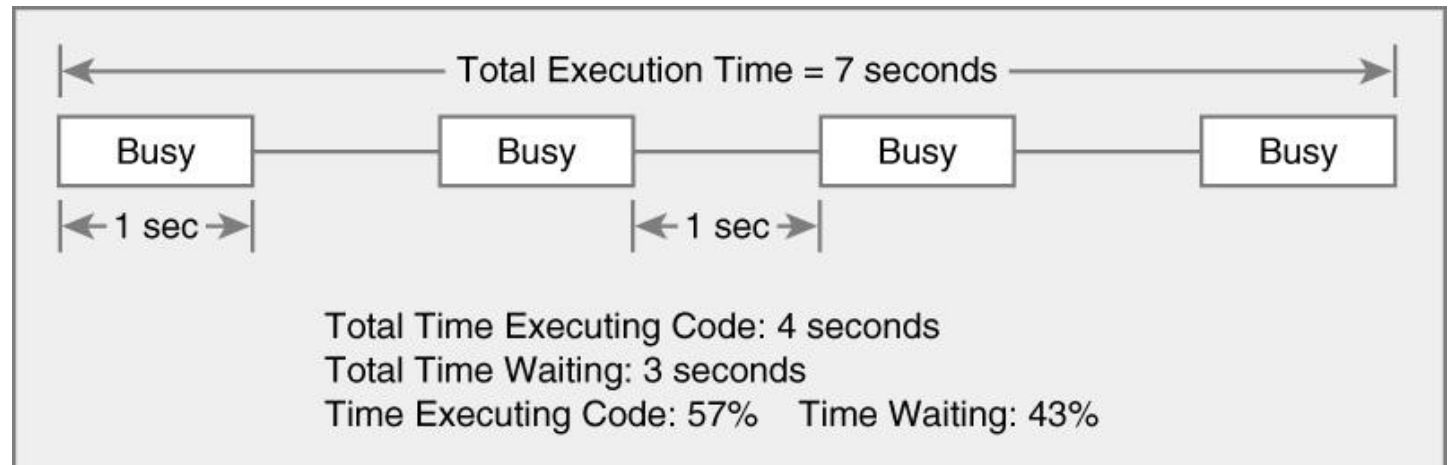 Total Execution Time = 7 seconds
Busy Busy Busy Busy
1 sec 1 sec
Total Time Executing Code: 4 seconds
Total Time Waiting: 3 seconds
Time Executing Code: 57% Time Waiting: 43%